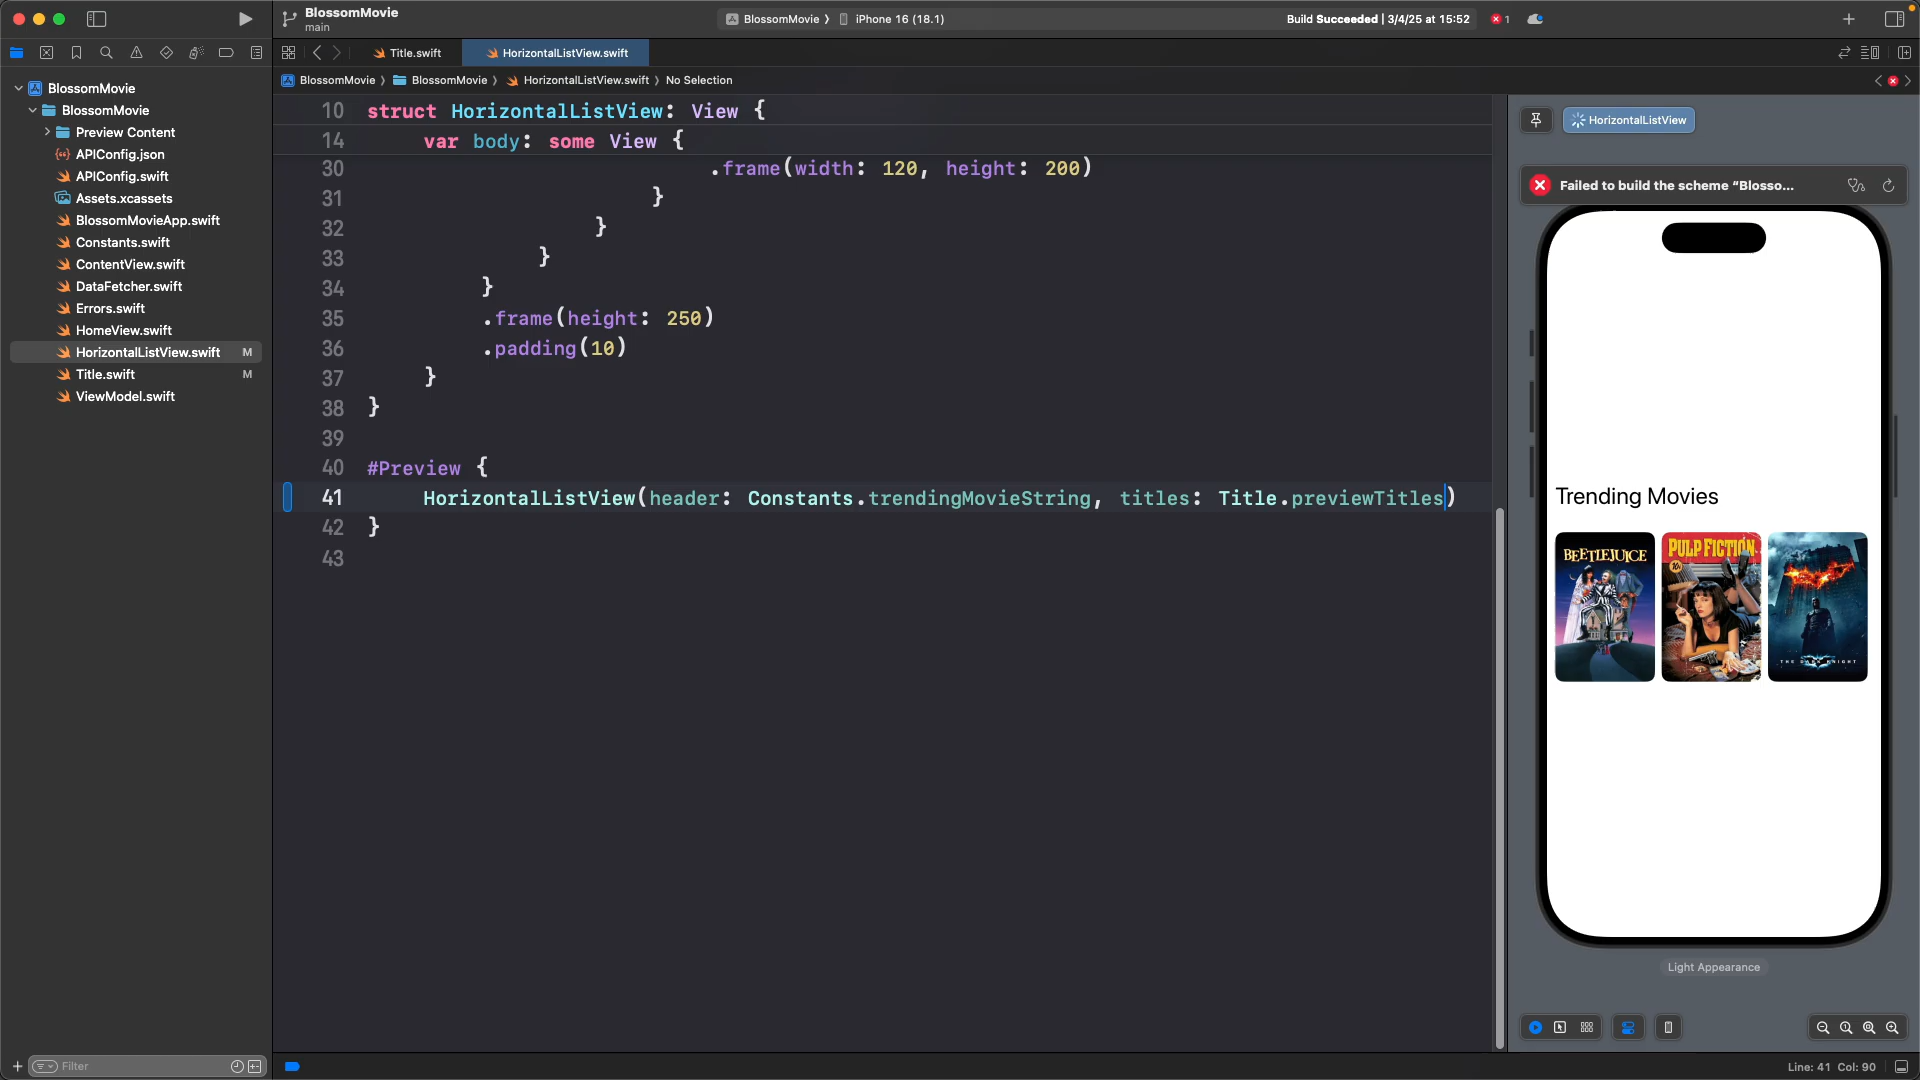 BlossomMovie
main
BlossomMovie 〉 iPhone 16 (18.1)
Build Succeeded | 3/4/25 at 15:52
1
Title.swift
HorizontalListView.swift
BlossomMovie 〉 BlossomMovie 〉 HorizontalListView.swift 〉 No Selection
BlossomMovie
BlossomMovie
Preview Content
APIConfig.json
APIConfig.swift
Assets.xcassets
BlossomMovieApp.swift
Constants.swift
ContentView.swift
DataFetcher.swift
Errors.swift
HomeView.swift
HorizontalListView.swift M
Title.swift M
ViewModel.swift
Filter
10 struct HorizontalListView: View {
14 var body: some View {
30 .frame(width: 120, height: 200)
31 }
32 }
33 }
34 }
35 .frame(height: 250)
36 .padding(10)
37 }
38 }
39
40 #Preview {
41 HorizontalListView(header: Constants.trendingMovieString, titles: Title.previewTitles)
42 }
43
HorizontalListView
Failed to build the scheme “Blosso...
Trending Movies
BEETLEJUICE
PULP FICTION
10¢
THE DARK KNIGHT
Light Appearance
Line: 41 Col: 90